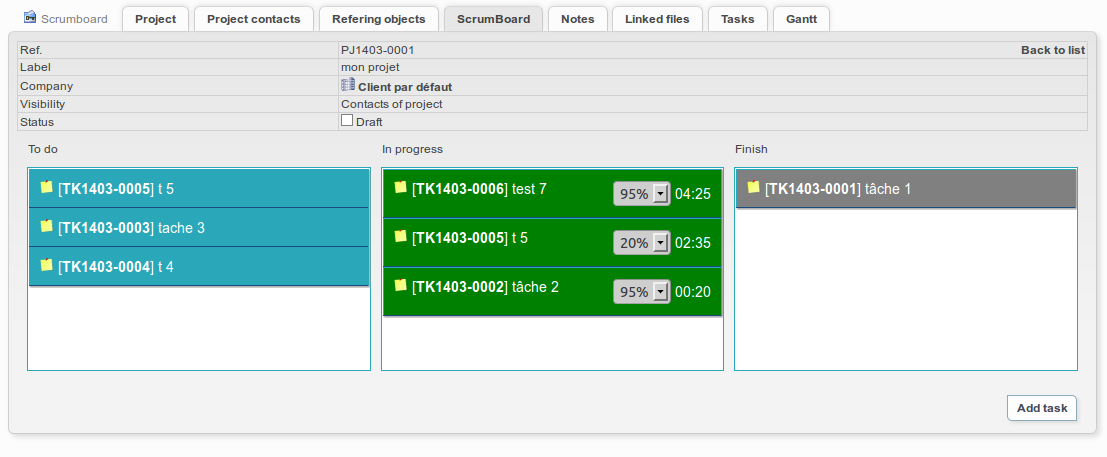 Scrumboard Project Project contacts Refering objects ScrumBoard Notes Linked files Tasks Gantt
Ref. PJ1403-0001 Back to list
Label mon projet
Company Client par défaut
Visibility Contacts of project
Status Draft
To do In progress Finish
[TK1403-0005] t 5
[TK1403-0003] tache 3
[TK1403-0004] t 4
[TK1403-0006] test 7 95% 04:25
[TK1403-0005] t 5 20% 02:35
[TK1403-0002] tâche 2 95% 00:20
[TK1403-0001] tâche 1
Add task